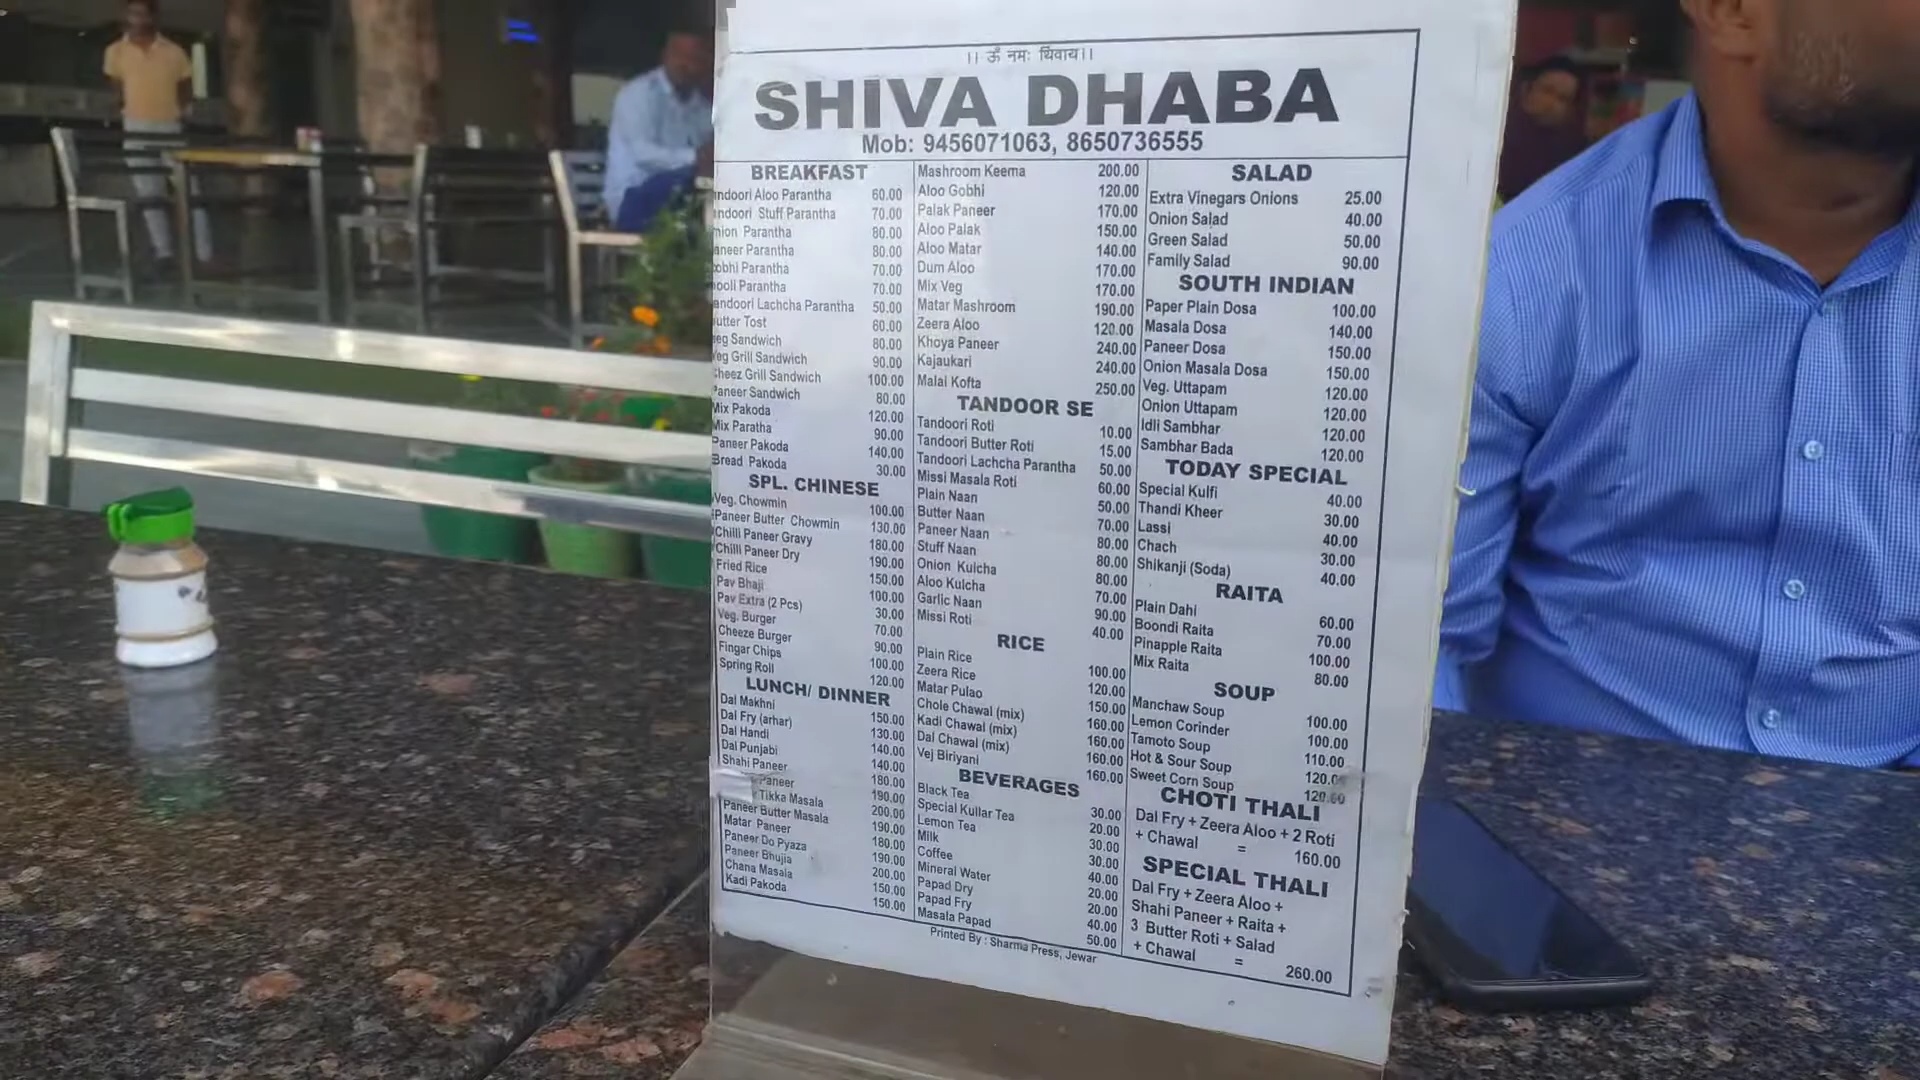 ।। ॐ नमः शिवाय।।
SHIVA DHABA
Mob: 9456071063, 8650736555
BREAKFAST
ndoori Aloo Parantha 60.00
ndoori Stuff Parantha 70.00
nion Parantha 80.00
aneer Parantha 80.00
obhi Parantha 70.00
ooli Parantha 70.00
andoori Lachcha Parantha 50.00
utter Tost 60.00
eg Sandwich 80.00
Veg Grill Sandwich 90.00
Cheez Grill Sandwich 100.00
Paneer Sandwich 80.00
Mix Pakoda 120.00
Mix Paratha 90.00
Paneer Pakoda 140.00
Bread Pakoda 30.00
SPL. CHINESE
Veg. Chowmin 100.00
Paneer Butter Chowmin 130.00
Chilli Paneer Gravy 180.00
Chilli Paneer Dry 190.00
Fried Rice 150.00
Pav Bhaji 100.00
Pav Extra (2 Pcs) 30.00
Veg. Burger 70.00
Cheeze Burger 90.00
Fingar Chips 100.00
Spring Roll 120.00
LUNCH/ DINNER
Dal Makhni 150.00
Dal Fry (arhar) 130.00
Dal Handi 140.00
Dal Punjabi 140.00
Shahi Paneer 180.00
Paneer 190.00
Tikka Masala 200.00
Paneer Butter Masala 190.00
Matar Paneer 180.00
Paneer Do Pyaza 190.00
Paneer Bhujia 200.00
Chana Masala 150.00
Kadi Pakoda 150.00
Mashroom Keema 200.00
Aloo Gobhi 120.00
Palak Paneer 170.00
Aloo Palak 150.00
Aloo Matar 140.00
Dum Aloo 170.00
Mix Veg 170.00
Matar Mashroom 190.00
Zeera Aloo 120.00
Khoya Paneer 240.00
Kajaukari 240.00
Malai Kofta 250.00
TANDOOR SE
Tandoori Roti 10.00
Tandoori Butter Roti 15.00
Tandoori Lachcha Parantha 50.00
Missi Masala Roti 60.00
Plain Naan 50.00
Butter Naan 70.00
Paneer Naan 80.00
Stuff Naan 80.00
Onion Kulcha 80.00
Aloo Kulcha 70.00
Garlic Naan 90.00
Missi Roti 40.00
RICE
Plain Rice 100.00
Zeera Rice 120.00
Matar Pulao 150.00
Chole Chawal (mix) 160.00
Kadi Chawal (mix) 160.00
Dal Chawal (mix) 160.00
Vej Biriyani 160.00
BEVERAGES
Black Tea 30.00
Special Kullar Tea 20.00
Lemon Tea 30.00
Milk 30.00
Coffee 40.00
Mineral Water 20.00
Papad Dry 20.00
Papad Fry 40.00
Masala Papad 50.00
SALAD
Extra Vinegars Onions 25.00
Onion Salad 40.00
Green Salad 50.00
Family Salad 90.00
SOUTH INDIAN
Paper Plain Dosa 100.00
Masala Dosa 140.00
Paneer Dosa 150.00
Onion Masala Dosa 150.00
Veg. Uttapam 120.00
Onion Uttapam 120.00
Idli Sambhar 120.00
Sambhar Bada 120.00
TODAY SPECIAL
Special Kulfi 40.00
Thandi Kheer 30.00
Lassi 40.00
Chach 30.00
Shikanji (Soda) 40.00
RAITA
Plain Dahi 60.00
Boondi Raita 70.00
Pinapple Raita 100.00
Mix Raita 80.00
SOUP
Manchaw Soup 100.00
Lemon Corinder 100.00
Tamoto Soup 110.00
Hot & Sour Soup 120.00
Sweet Corn Soup 120.00
CHOTI THALI
Dal Fry + Zeera Aloo + 2 Roti
+ Chawal = 160.00
SPECIAL THALI
Dal Fry + Zeera Aloo +
Shahi Paneer + Raita +
3 Butter Roti + Salad
+ Chawal = 260.00
Printed By : Sharma Press, Jewar